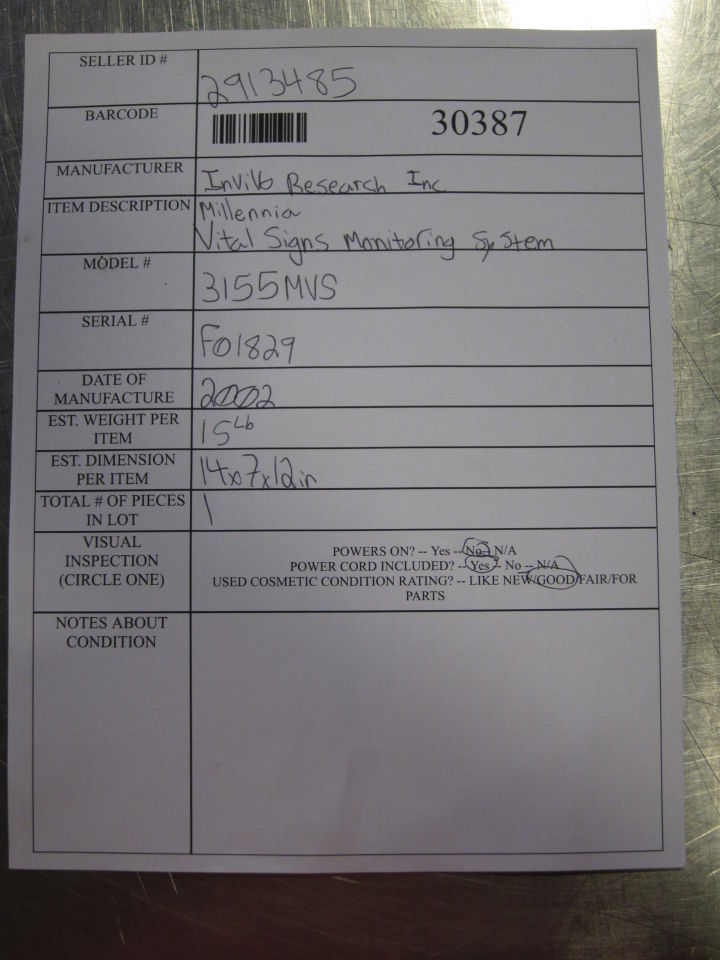 SELLER ID # 2913485
BARCODE 30387
MANUFACTURER Invivo Research Inc
ITEM DESCRIPTION Millennia
Vital Signs Monitoring System
MODEL # 3155MVS
SERIAL # F01829
DATE OF
MANUFACTURE 2002
EST. WEIGHT PER
ITEM 15 Lb
EST. DIMENSION
PER ITEM 14x7x12in
TOTAL # OF PIECES
IN LOT 1
VISUAL
INSPECTION
(CIRCLE ONE)
POWERS ON? -- Yes -- No -- N/A
POWER CORD INCLUDED? -- Yes -- No -- N/A
USED COSMETIC CONDITION RATING? -- LIKE NEW/GOOD/FAIR/FOR
PARTS
NOTES ABOUT
CONDITION